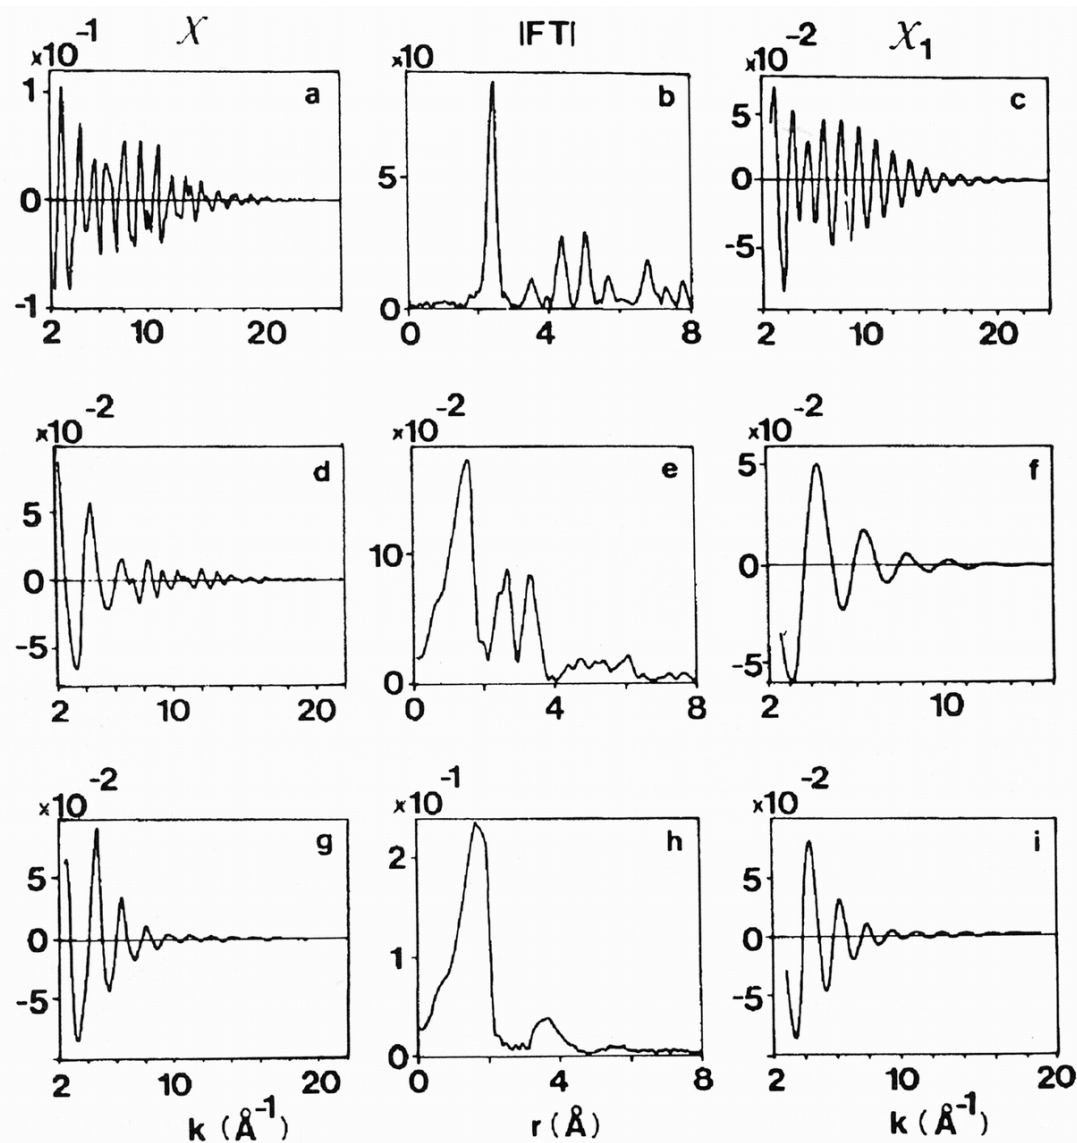 χ |FT| χ₁
x10⁻¹ x10 x10⁻²
a b c
1 0 -1
5 0
5 0 -5
2 10 20
0 4 8
2 10 20
x10⁻² x10⁻² x10⁻²
d e f
5 0 -5
10 0
5 0 -5
2 10 20
0 4 8
2 10
x10⁻² x10⁻¹ x10⁻²
g h i
5 0 -5
2 1 0
5 0 -5
2 10 20
0 4 8
2 10 20
k (Å⁻¹) r (Å) k (Å⁻¹)